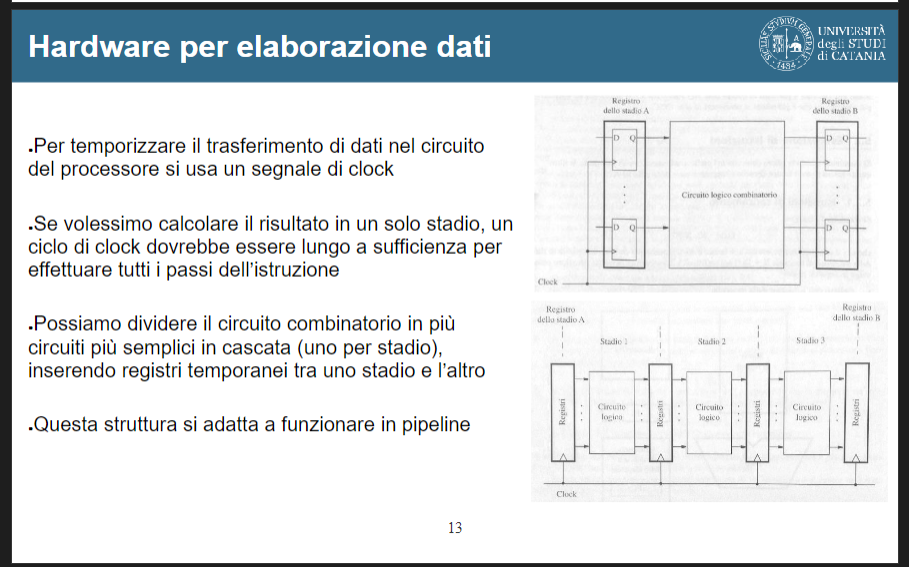 Hardware per elaborazione dati
UNIVERSITÀ
degli STUDI
di CATANIA
.Per temporizzare il trasferimento di dati nel circuito
del processore si usa un segnale di clock
.Se volessimo calcolare il risultato in un solo stadio, un
ciclo di clock dovrebbe essere lungo a sufficienza per
effettuare tutti i passi dell'istruzione
.Possiamo dividere il circuito combinatorio in più
circuiti più semplici in cascata (uno per stadio),
inserendo registri temporanei tra uno stadio e l'altro
.Questa struttura si adatta a funzionare in pipeline
Registro
dello stadio A
Registro
dello stadio B
D Q
D Q
Circuito logico combinatorio
D Q
D Q
Clock
Registro
dello stadio A
Registro
dello stadio B
Stadio 1
Stadio 2
Stadio 3
Registri
Circuito
logico
Registri
Circuito
logico
Registri
Circuito
logico
Registri
Clock
13